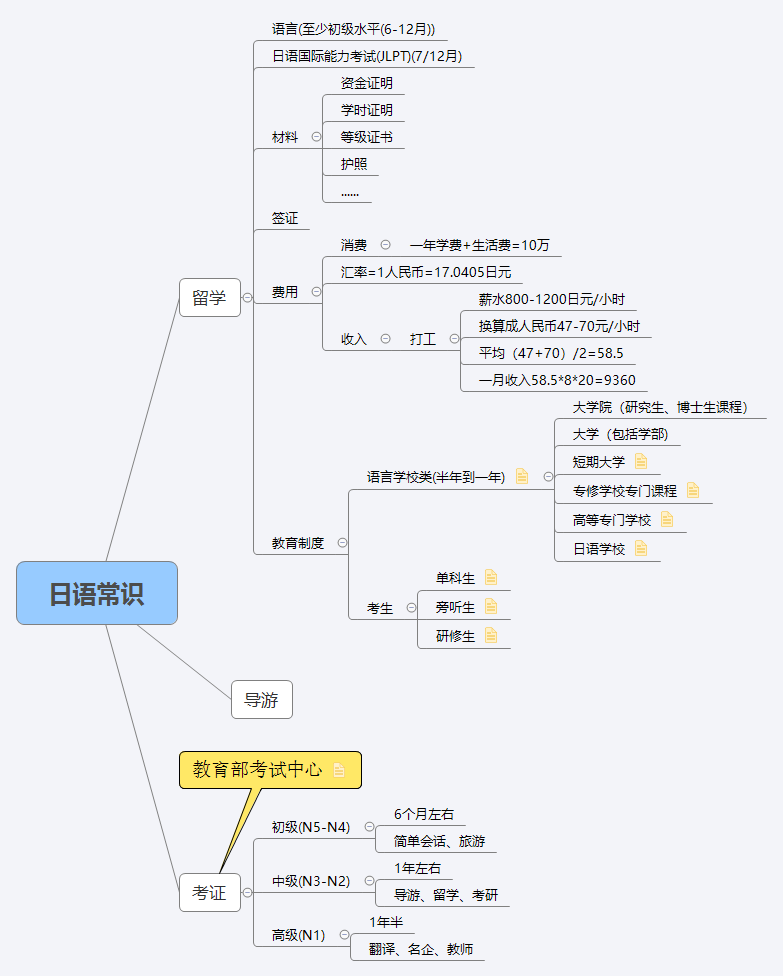 日语常识
留学
语言(至少初级水平(6-12月))
日语国际能力考试(JLPT)(7/12月)
材料
资金证明
学时证明
等级证书
护照
......
签证
费用
消费
一年学费+生活费=10万
汇率=1人民币=17.0405日元
收入
打工
薪水800-1200日元/小时
换算成人民币47-70元/小时
平均（47+70）/2=58.5
一月收入58.5*8*20=9360
教育制度
语言学校类(半年到一年)
大学院（研究生、博士生课程）
大学（包括学部)
短期大学
专修学校专门课程
高等专门学校
日语学校
考生
单科生
旁听生
研修生
导游
教育部考试中心
考证
初级(N5-N4)
6个月左右
简单会话、旅游
中级(N3-N2)
1年左右
导游、留学、考研
高级(N1)
1年半
翻译、名企、教师